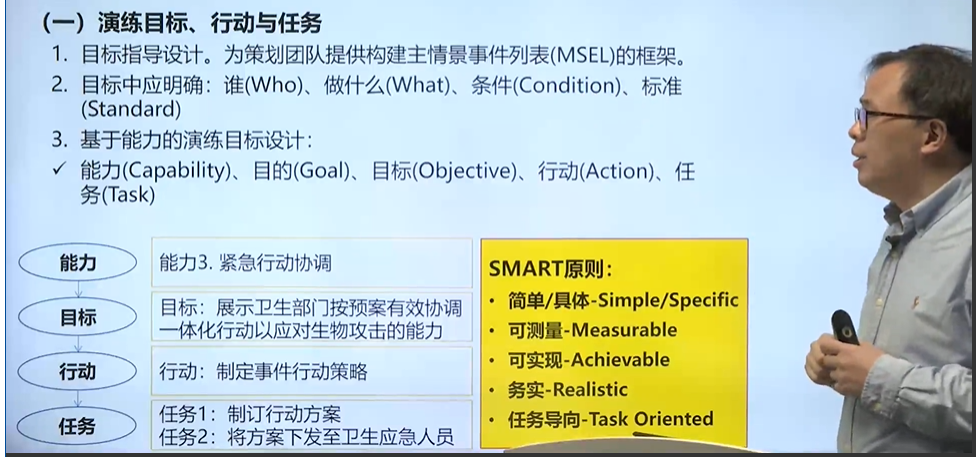 （一）演练目标、行动与任务
1. 目标指导设计。为策划团队提供构建主情景事件列表(MSEL)的框架。
2. 目标中应明确：谁(Who)、做什么(What)、条件(Condition)、标准
(Standard)
3. 基于能力的演练目标设计：
✓ 能力(Capability)、目的(Goal)、目标(Objective)、行动(Action)、任
务(Task)
能力
能力3. 紧急行动协调
目标
目标：展示卫生部门按预案有效协调
一体化行动以应对生物攻击的能力
行动
行动：制定事件行动策略
任务
任务1：制订行动方案
任务2：将方案下发至卫生应急人员
SMART原则：
• 简单/具体-Simple/Specific
• 可测量-Measurable
• 可实现-Achievable
• 务实-Realistic
• 任务导向-Task Oriented